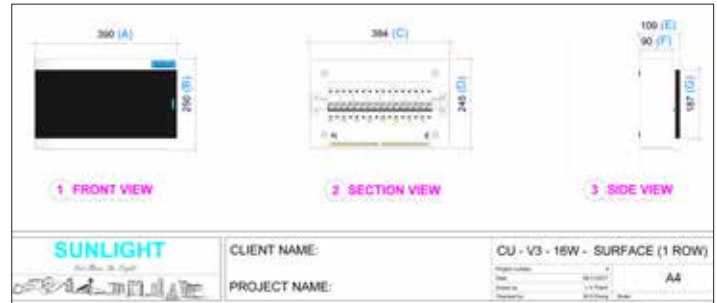 390 (A)
250 (B)
384 (C)
245 (D)
109 (E)
90 (F)
187 (G)
N
E
1 FRONT VIEW
2 SECTION VIEW
3 SIDE VIEW
SUNLIGHT
CLIENT NAME:
PROJECT NAME:
CU - V3 - 16W - SURFACE (1 ROW)
A4